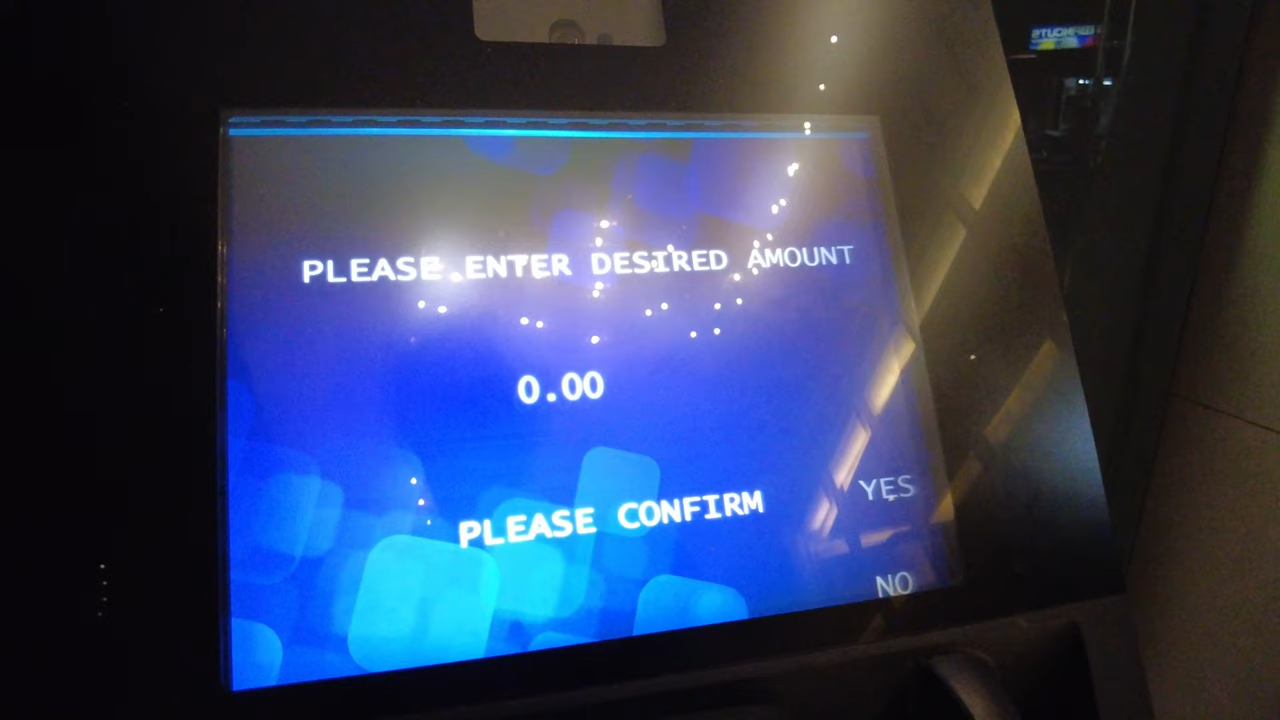 PLEASE ENTER DESIRED AMOUNT
0.00
PLEASE CONFIRM
YES
NO